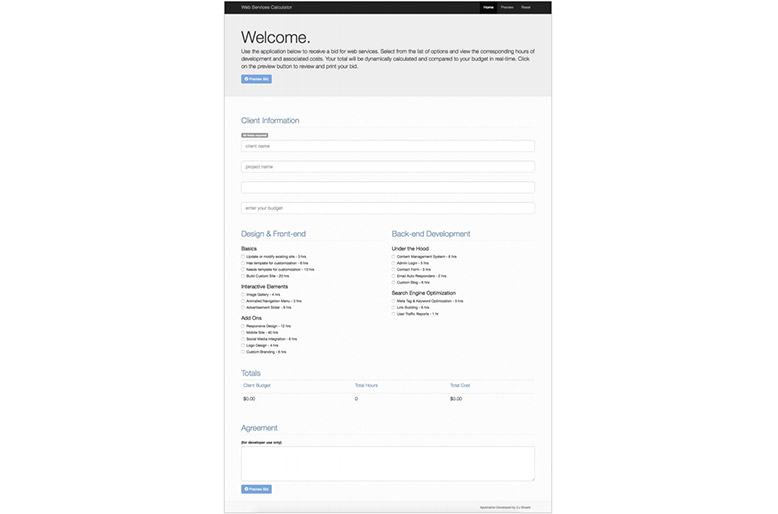 Web Services Calculator
Home Preview Reset
Welcome.
Use the application below to receive a bid for web services. Select from the list of options and view the corresponding hours of
development and associated costs. Your total will be dynamically calculated and compared to your budget in real-time. Click
on the preview button to review and print your bid.
Preview Bid
Client Information
All fields required
client name
project name
enter your budget
Design & Front-end
Basics
Update or modify existing site - 3 hrs
Has template for customization - 8 hrs
Needs template for customization - 13 hrs
Build Custom Site - 20 hrs
Interactive Elements
Image Gallery - 4 hrs
Animated Navigation Menu - 3 hrs
Advertisement Slider - 8 hrs
Add Ons
Responsive Design - 12 hrs
Mobile Site - 40 hrs
Social Media Integration - 8 hrs
Logo Design - 4 hrs
Custom Branding - 6 hrs
Back-end Development
Under the Hood
Content Management System - 8 hrs
Admin Login - 5 hrs
Contact Form - 3 hrs
Email Auto Responders - 2 hrs
Custom Blog - 6 hrs
Search Engine Optimization
Meta Tag & Keyword Optimization - 5 hrs
Link Building - 6 hrs
User Traffic Reports - 1 hr
Totals
Client Budget Total Hours Total Cost
$0.00 0 $0.00
Agreement
(for developer use only)
Preview Bid
Application Developed by